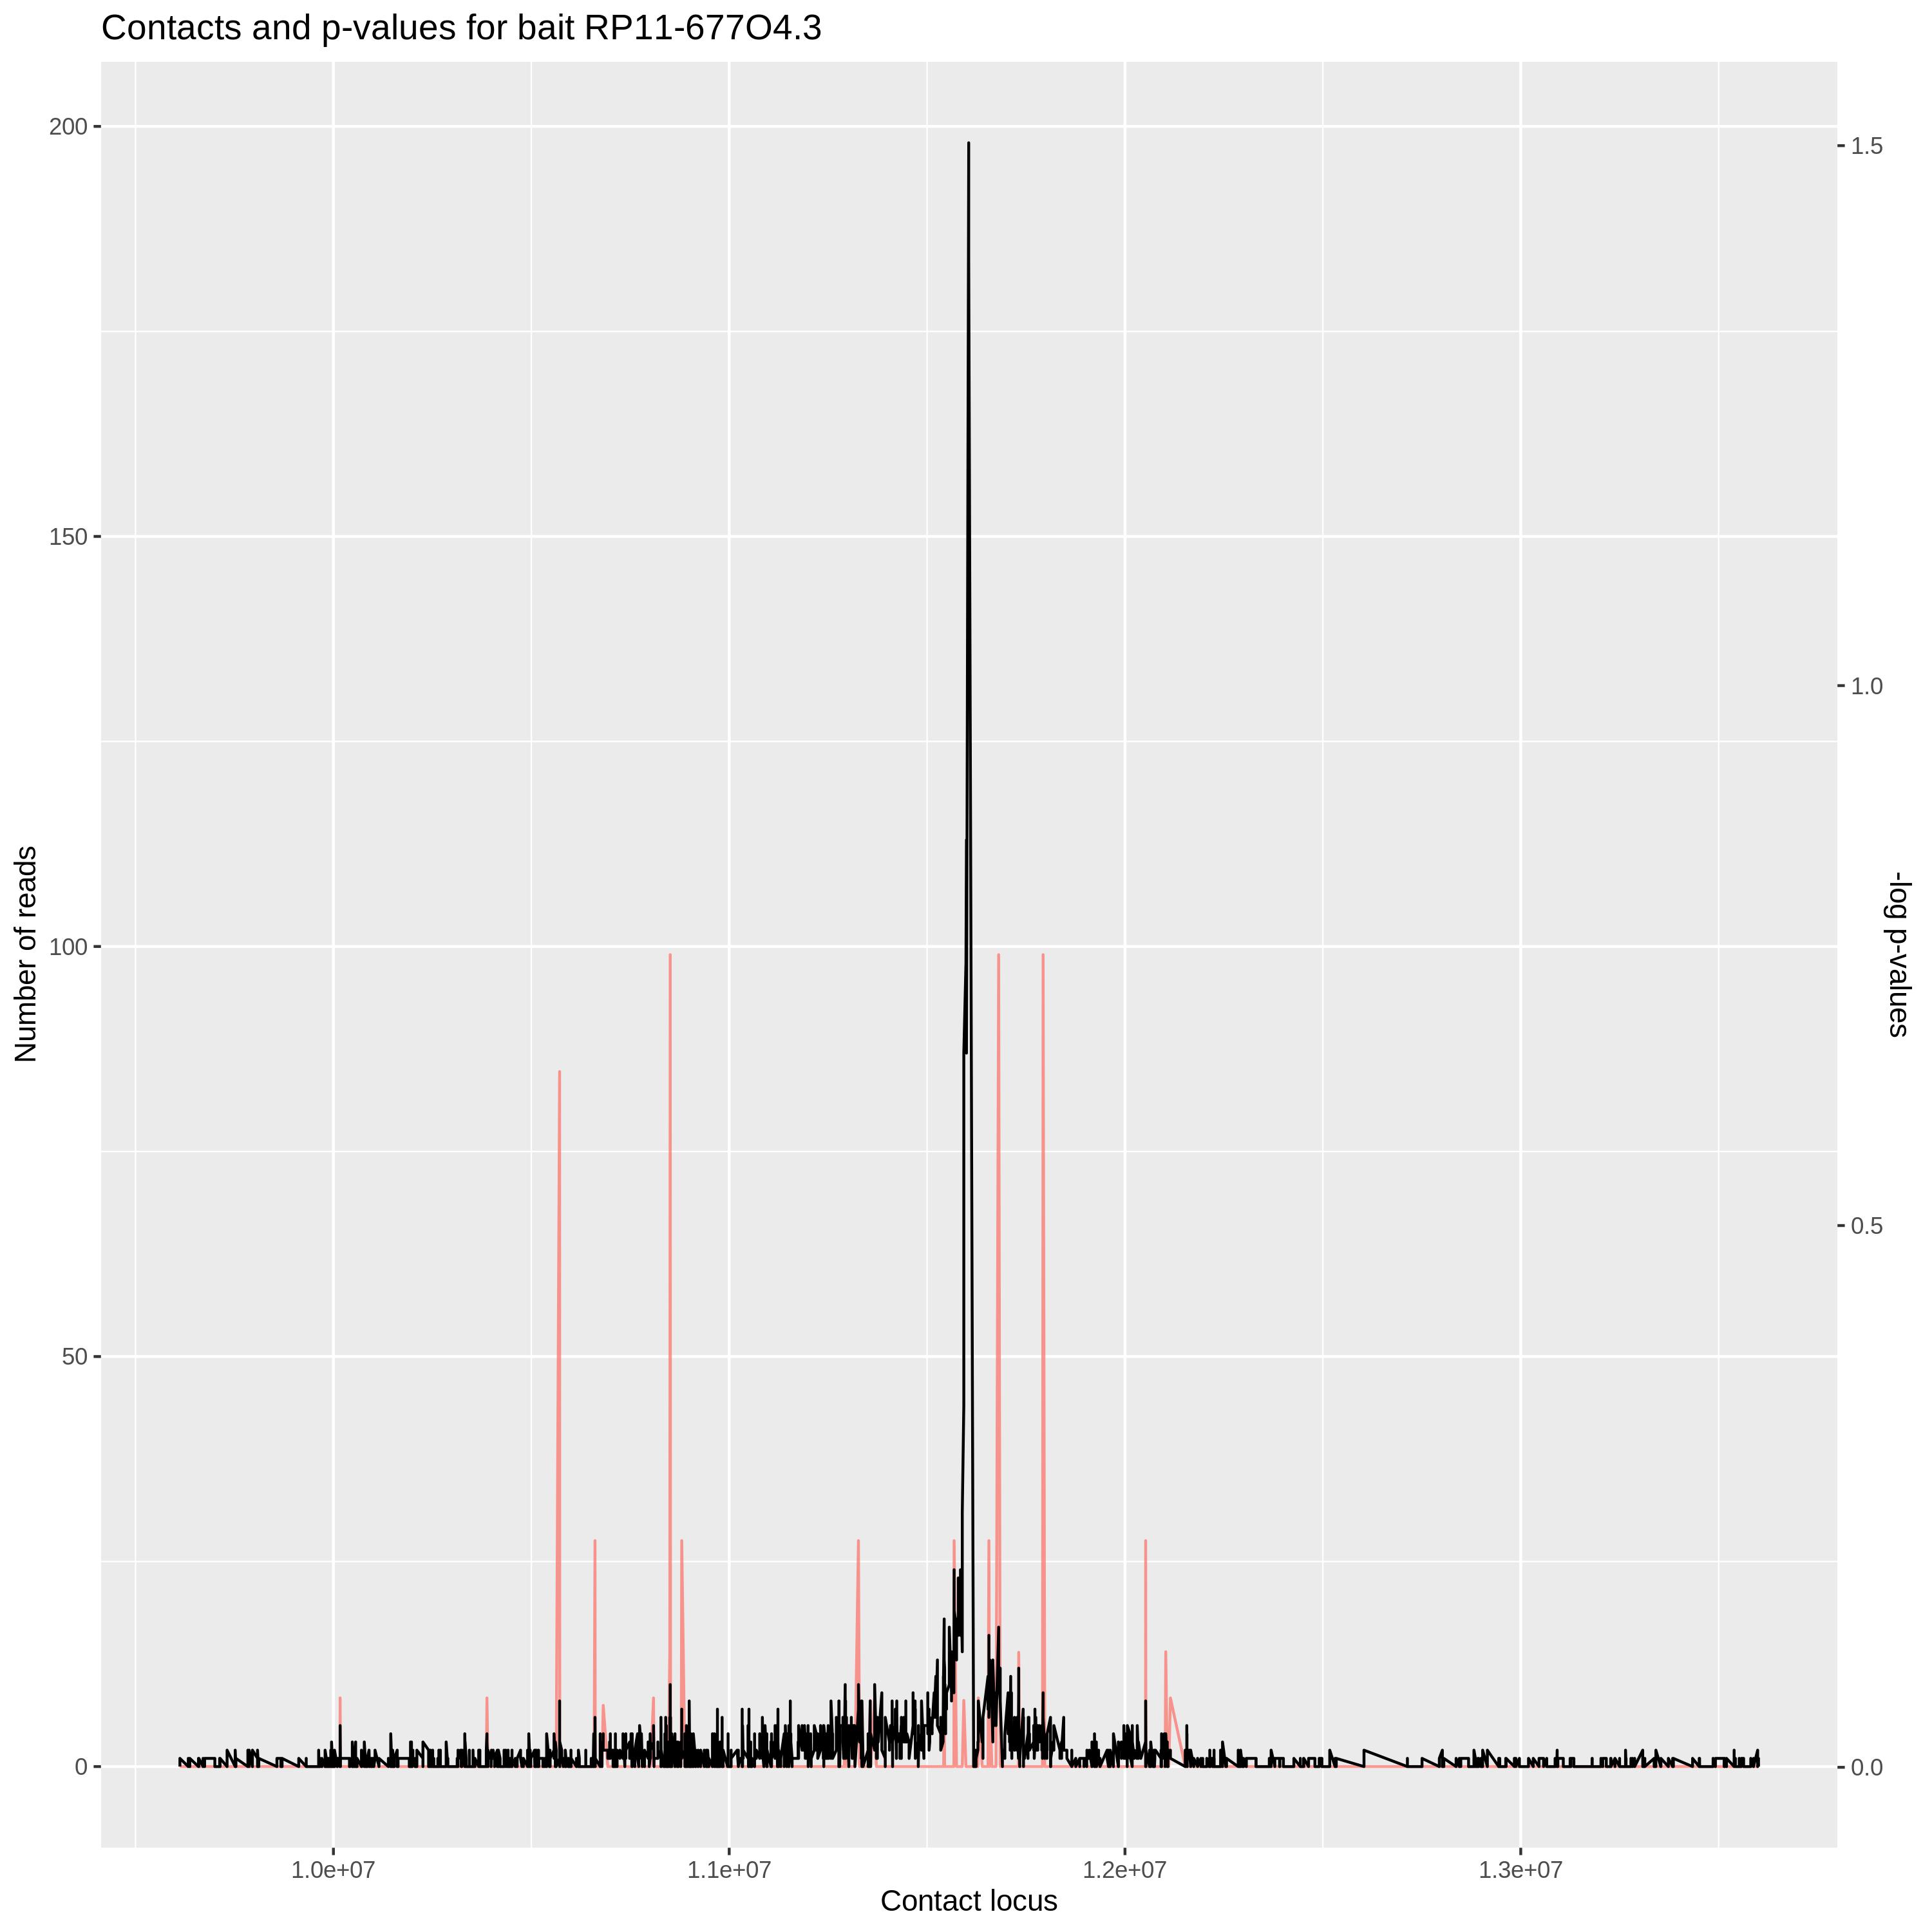 Contacts and p-values for bait RP11-677O4.3
200
150
100
50
0
Number of reads
1.5
1.0
0.5
0.0
-log p-values
1.0e+07
1.1e+07
1.2e+07
1.3e+07
Contact locus